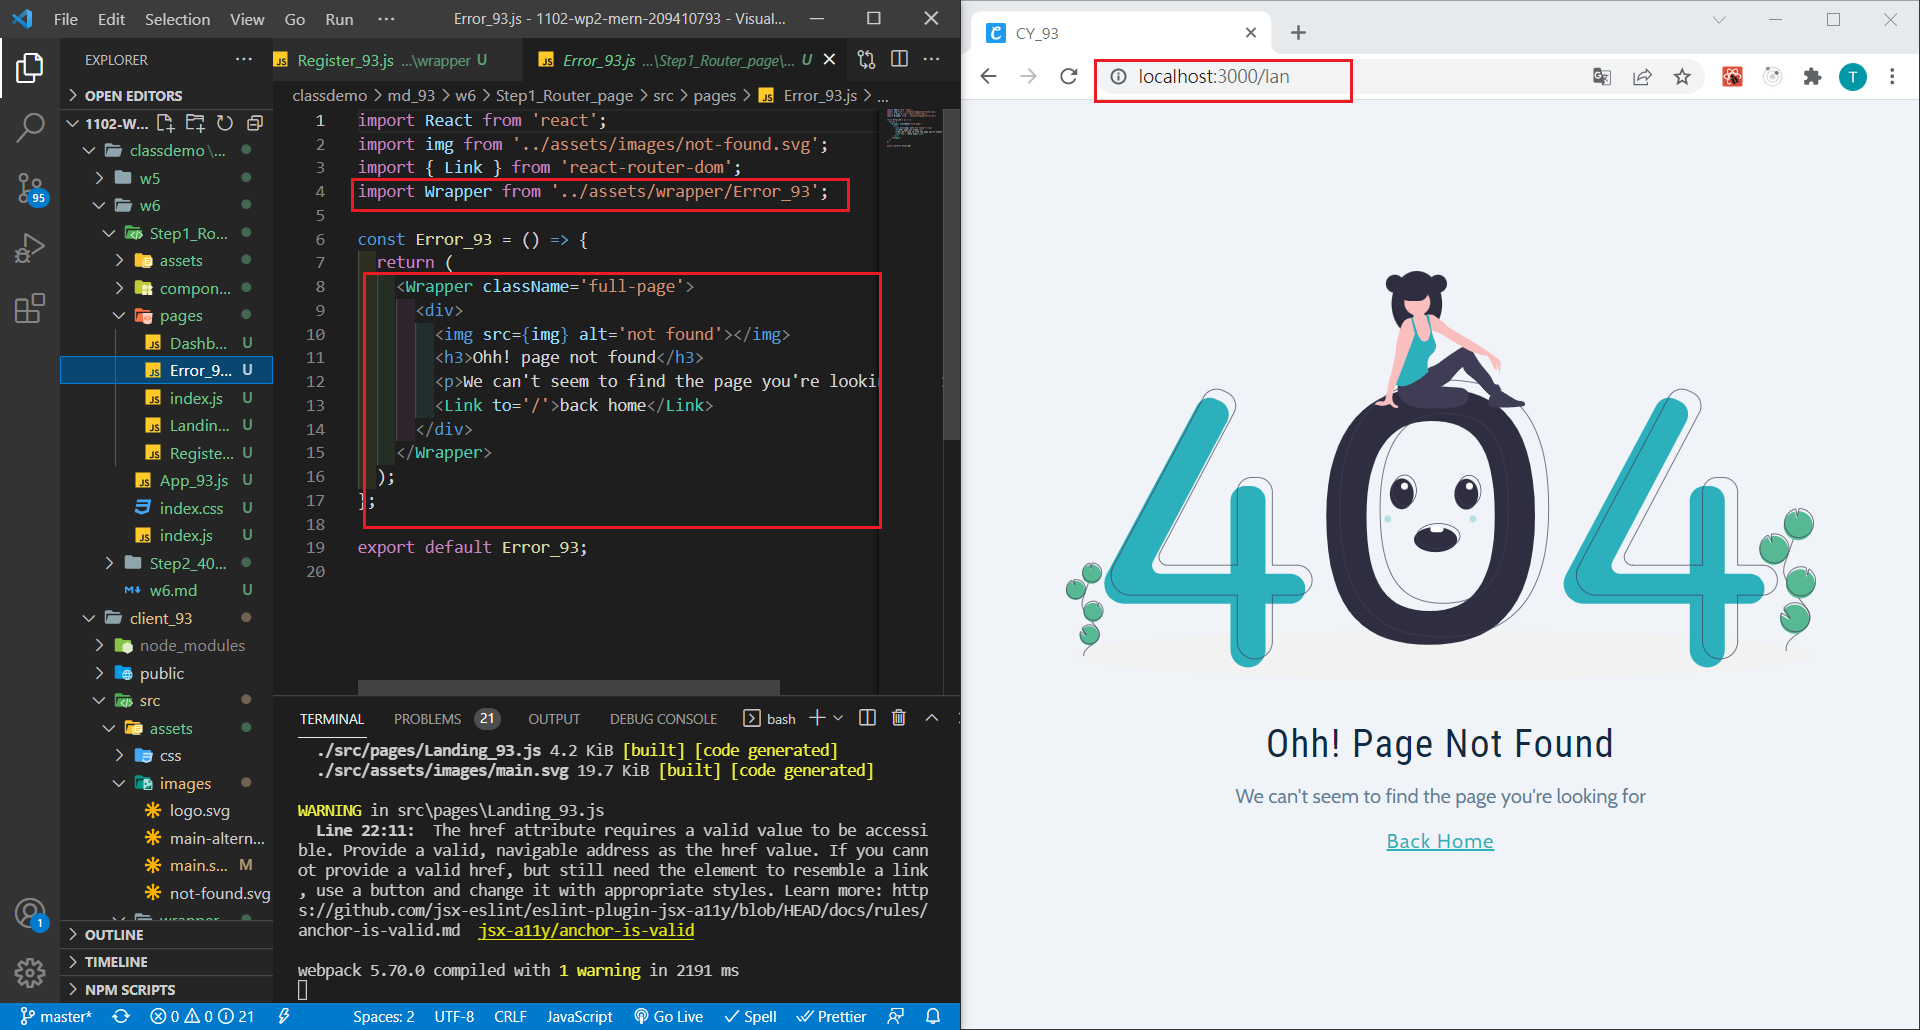 File Edit Selection View Go Run ··· Error_93.js - 1102-wp2-mern-209410793 - Visual...
EXPLORER ···
OPEN EDITORS
1102-W...
classdemo \...
w5
w6
Step1_Ro...
assets
compon...
pages
Dashb... U
Error_9... U
index.js U
Landin... U
Registe... U
App_93.js U
index.css U
index.js U
Step2_40...
w6.md U
client_93
node_modules
public
src
assets
css
images
logo.svg
main-altern...
main.s... M
not-found.svg
wrapper
OUTLINE
TIMELINE
NPM SCRIPTS
95
1
Register_93.js ...\wrapper U
Error_93.js ...\Step1_Router_page\... U
classdemo > md_93 > w6 > Step1_Router_page > src > pages > Error_93.js > ...
1 import React from 'react';
2 import img from '../assets/images/not-found.svg';
3 import { Link } from 'react-router-dom';
4 import Wrapper from '../assets/wrapper/Error_93';
5
6 const Error_93 = () => {
7 return (
8 <Wrapper className='full-page'>
9 <div>
10 <img src={img} alt='not found'></img>
11 <h3>Ohh! page not found</h3>
12 <p>We can't seem to find the page you're lookin
13 <Link to='/'>back home</Link>
14 </div>
15 </Wrapper>
16 );
17 };
18
19 export default Error_93;
20
TERMINAL PROBLEMS 21 OUTPUT DEBUG CONSOLE bash
./src/pages/Landing_93.js 4.2 KiB [built] [code generated]
./src/assets/images/main.svg 19.7 KiB [built] [code generated]
WARNING in src\pages\Landing_93.js
Line 22:11: The href attribute requires a valid value to be accessi
ble. Provide a valid, navigable address as the href value. If you cann
ot provide a valid href, but still need the element to resemble a link
, use a button and change it with appropriate styles. Learn more: http
s://github.com/jsx-eslint/eslint-plugin-jsx-a11y/blob/HEAD/docs/rules/
anchor-is-valid.md jsx-a11y/anchor-is-valid
webpack 5.70.0 compiled with 1 warning in 2191 ms
master* 0 0 21 Spaces: 2 UTF-8 CRLF JavaScript Go Live Spell Prettier
CY_93
localhost:3000/lan
T
404
Ohh! Page Not Found
We can't seem to find the page you're looking for
Back Home